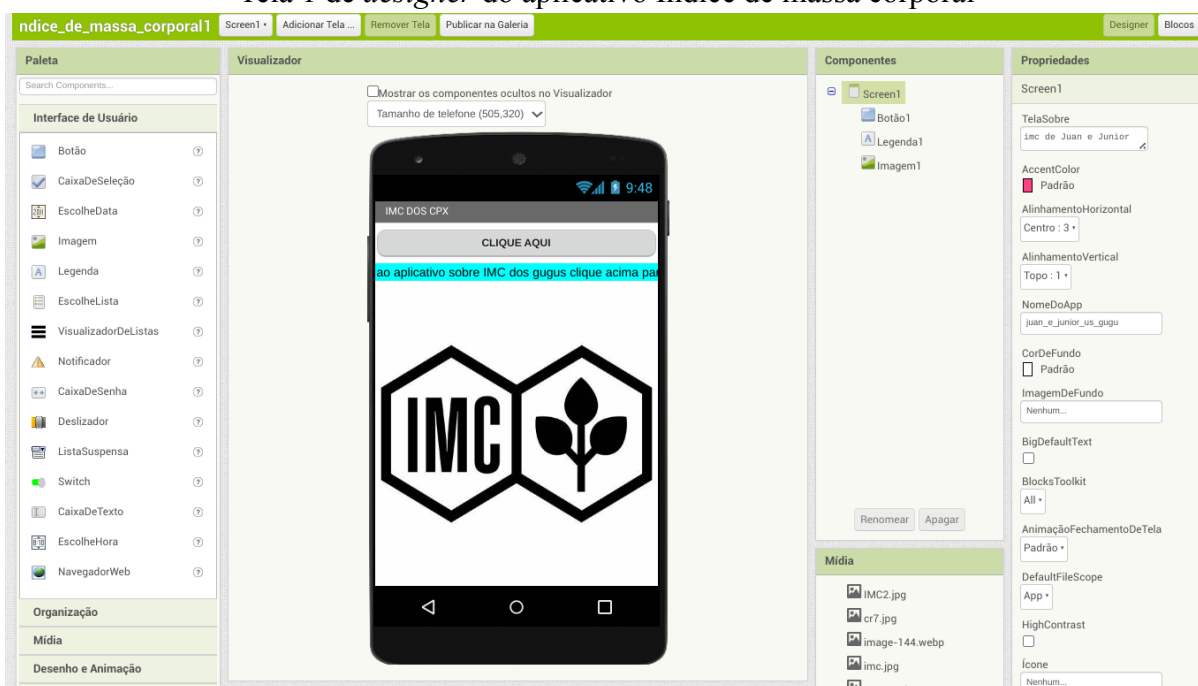 Tela 1 de designer do aplicativo índice de massa corporal
ndice_de_massa_corporal1
Screen1
Adicionar Tela ...
Remover Tela
Publicar na Galeria
Designer
Blocos
Paleta
Search Components...
Interface de Usuário
Botão
CaixaDeSeleção
EscolheData
Imagem
Legenda
EscolheLista
VisualizadorDeListas
Notificador
CaixaDeSenha
Deslizador
ListaSuspensa
Switch
CaixaDeTexto
EscolheHora
NavegadorWeb
Organização
Mídia
Desenho e Animação
Visualizador
Mostrar os componentes ocultos no Visualizador
Tamanho de telefone (505,320)
9:48
IMC DOS CPX
CLIQUE AQUI
ao aplicativo sobre IMC dos gugus clique acima par
IMC
Componentes
Screen1
Botão1
Legenda1
Imagem1
Renomear
Apagar
Mídia
IMC2.jpg
cr7.jpg
image-144.webp
imc.jpg
Propriedades
Screen1
TelaSobre
imc de Juan e Junior
AccentColor
Padrão
AlinhamentoHorizontal
Centro : 3
AlinhamentoVertical
Topo : 1
NomeDoApp
juan_e_junior_us_gugu
CorDeFundo
Padrão
ImagemDeFundo
Nenhum...
BigDefaultText
BlocksToolkit
All
AnimaçãoFechamentoDeTela
Padrão
DefaultFileScope
App
HighContrast
Ícone
Nenhum...